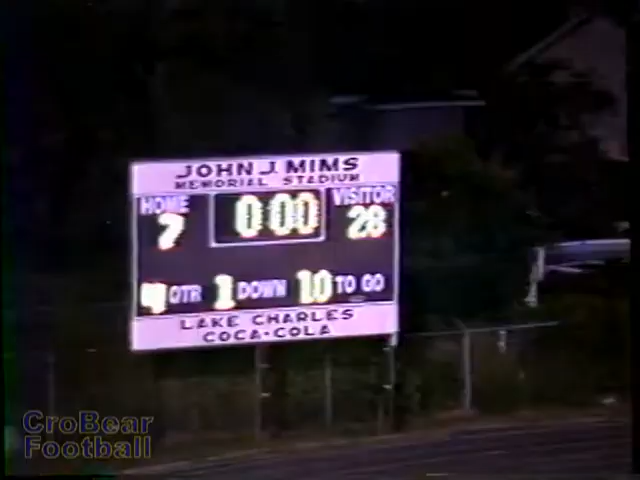 JOHN J. MIMS
MEMORIAL STADIUM
HOME 0:00 VISITOR
7 28
4 QTR 1 DOWN 10 TO GO
LAKE CHARLES
COCA-COLA
CroBear
Football